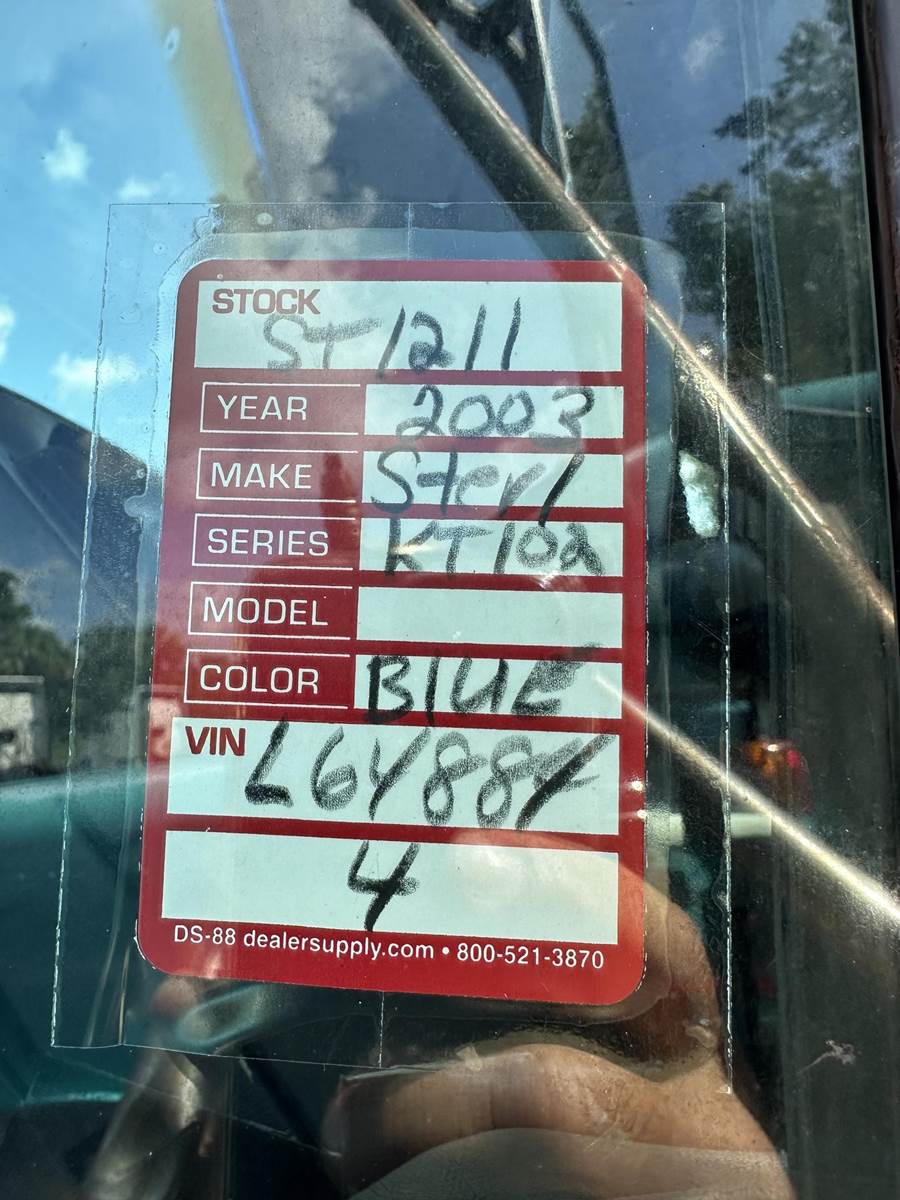 STOCK
ST1211
YEAR 2003
MAKE Sterl
SERIES KT102
MODEL
COLOR BLUE
VIN L64884
4
DS-88 dealersupply.com • 800-521-3870